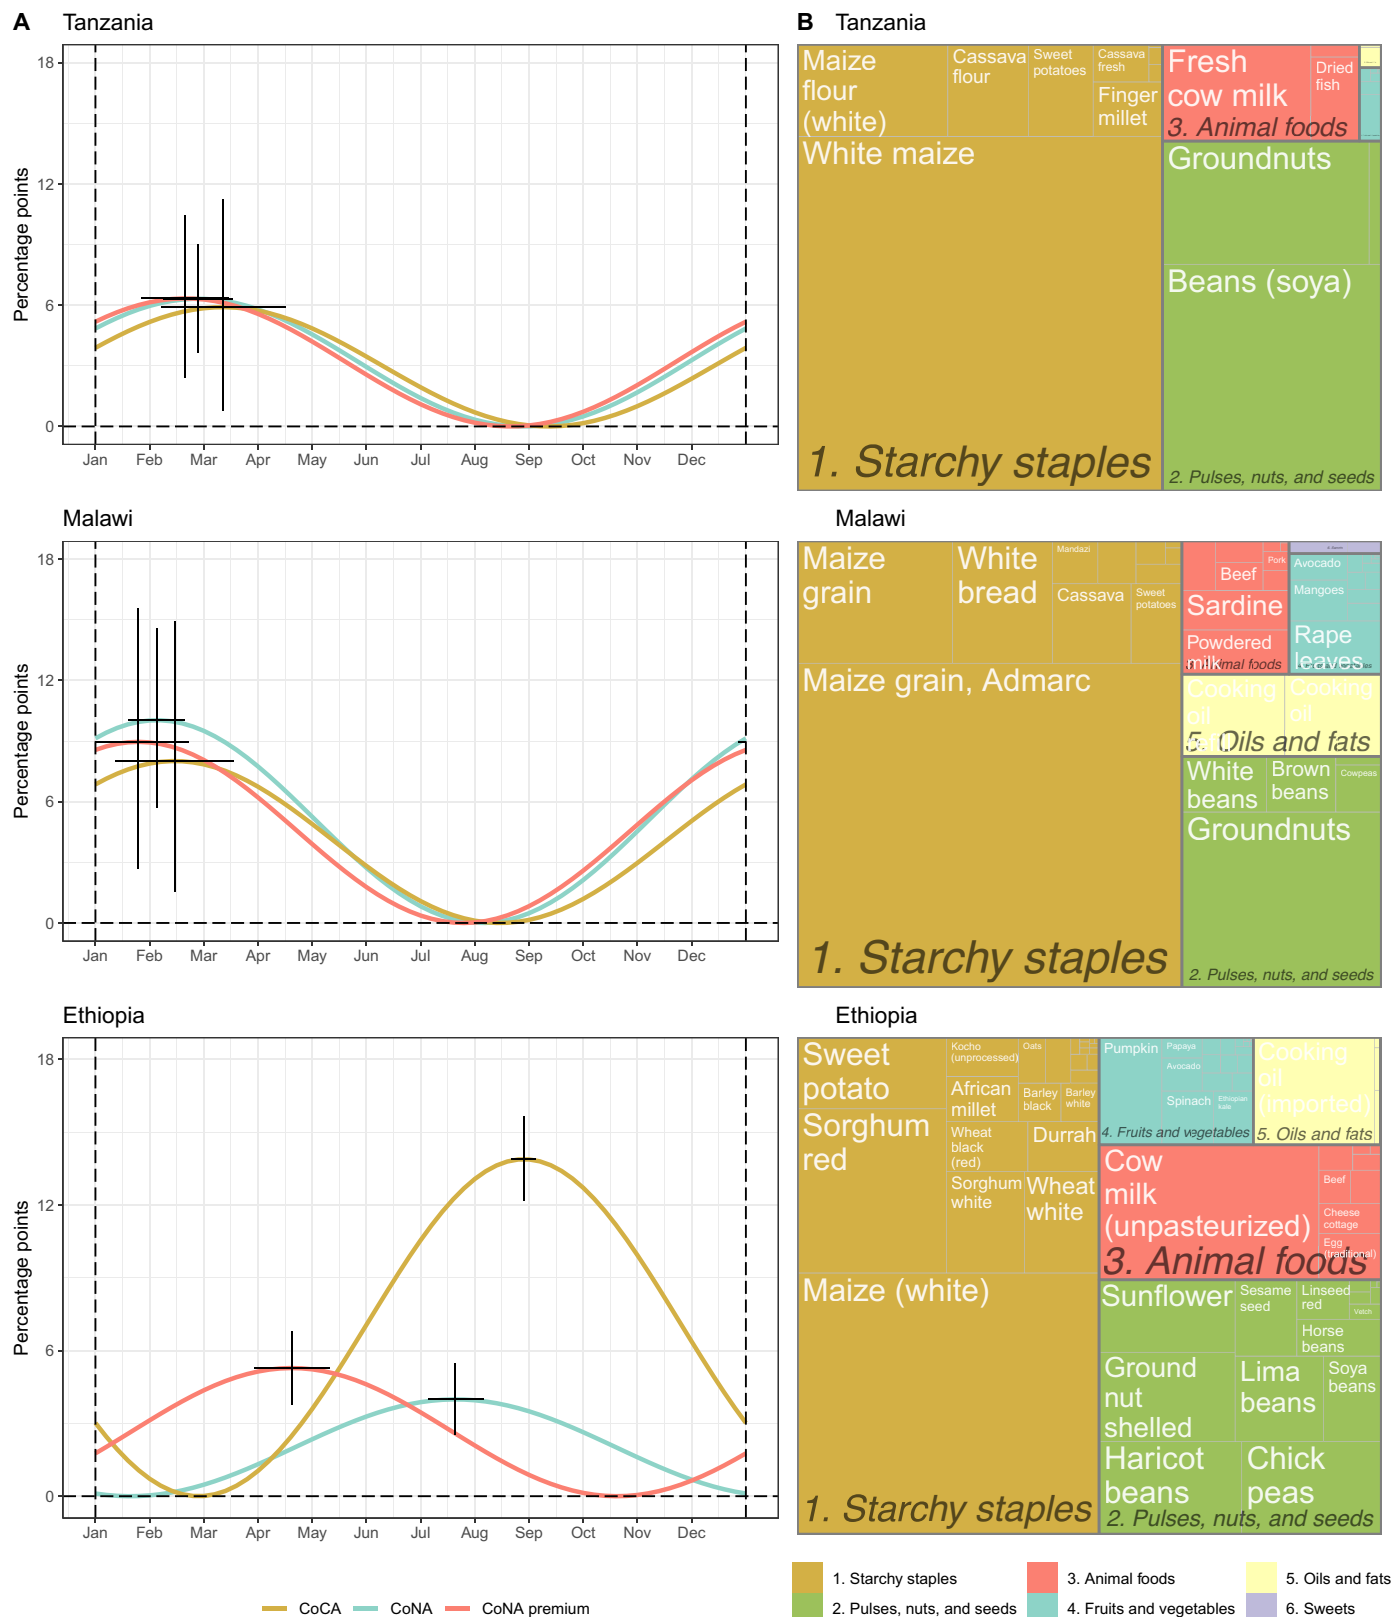 A Tanzania
18
12
6
0
Percentage points
Jan Feb Mar Apr May Jun Jul Aug Sep Oct Nov Dec
Malawi
18
12
6
0
Percentage points
Jan Feb Mar Apr May Jun Jul Aug Sep Oct Nov Dec
Ethiopia
18
12
6
0
Percentage points
Jan Feb Mar Apr May Jun Jul Aug Sep Oct Nov Dec
CoCA CoNA CoNA premium
B Tanzania
Maize
flour
(white)
Cassava
flour
Sweet
potatoes
Cassava
fresh
Finger
millet
White maize
1. Starchy staples
Fresh
cow milk
Dried
fish
3. Animal foods
Groundnuts
Beans (soya)
2. Pulses, nuts, and seeds
Malawi
Maize
grain
White
bread
Mandazi
Cassava
Sweet
potatoes
Maize grain, Admarc
1. Starchy staples
Beef
Pork
Sardine
Powdered
milk
3. Animal foods
Avocado
Mangoes
Rape
leaves
Cooking
oil
refill
Cooking
oil
5. Oils and fats
White
beans
Brown
beans
Cowpeas
Groundnuts
2. Pulses, nuts, and seeds
Ethiopia
Sweet
potato
Sorghum
red
Kocho
(unprocessed)
Oats
African
millet
Barley
black
Barley
white
Wheat
black
(red)
Durrah
Sorghum
white
Wheat
white
Maize (white)
1. Starchy staples
Pumpkin
Papaya
Avocado
Spinach
Ethiopian
kale
4. Fruits and vegetables
Cooking
oil
(imported)
5. Oils and fats
Cow
milk
(unpasteurized)
Beef
Cheese
cottage
Egg
(traditional)
3. Animal foods
Sunflower
Sesame
seed
Linseed
red
Vetch
Horse
beans
Ground
nut
shelled
Lima
beans
Soya
beans
Haricot
beans
Chick
peas
2. Pulses, nuts, and seeds
1. Starchy staples 3. Animal foods 5. Oils and fats
2. Pulses, nuts, and seeds 4. Fruits and vegetables 6. Sweets